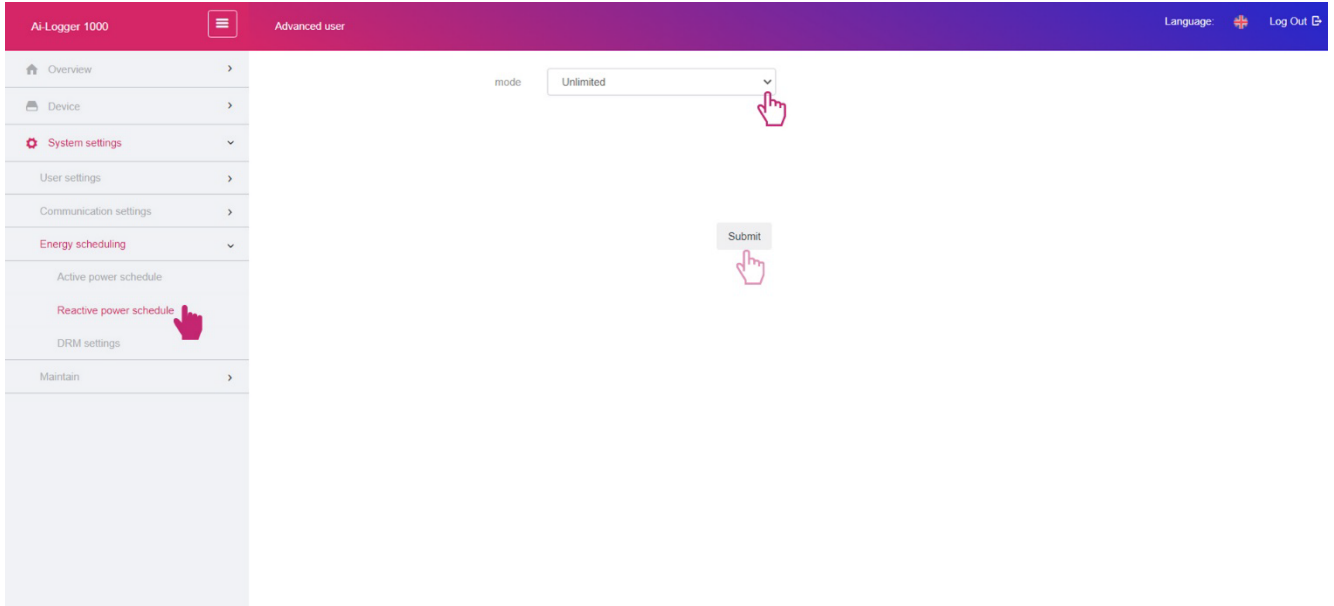 Ai-Logger 1000
Advanced user
Language:
Log Out
Overview
Device
System settings
User settings
Communication settings
Energy scheduling
Active power schedule
Reactive power schedule
DRM settings
Maintain
mode
Unlimited
Submit